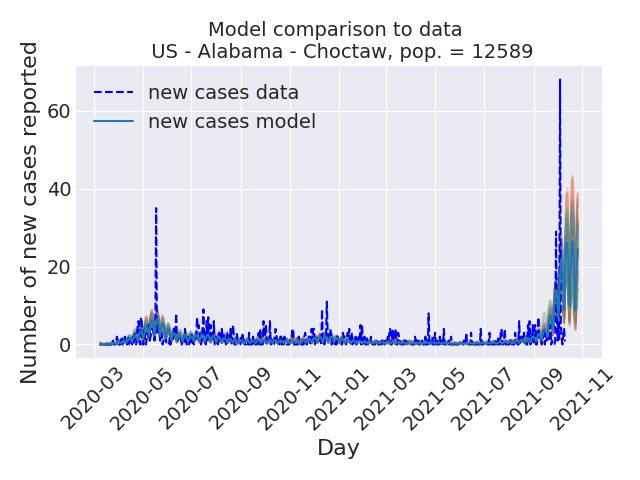 Model comparison to data
US - Alabama - Choctaw, pop. = 12589
Number of new cases reported
new cases data
new cases model
60
40
20
0
2020-03
2020-05
2020-07
2020-09
2020-11
2021-01
2021-03
2021-05
2021-07
2021-09
2021-11
Day